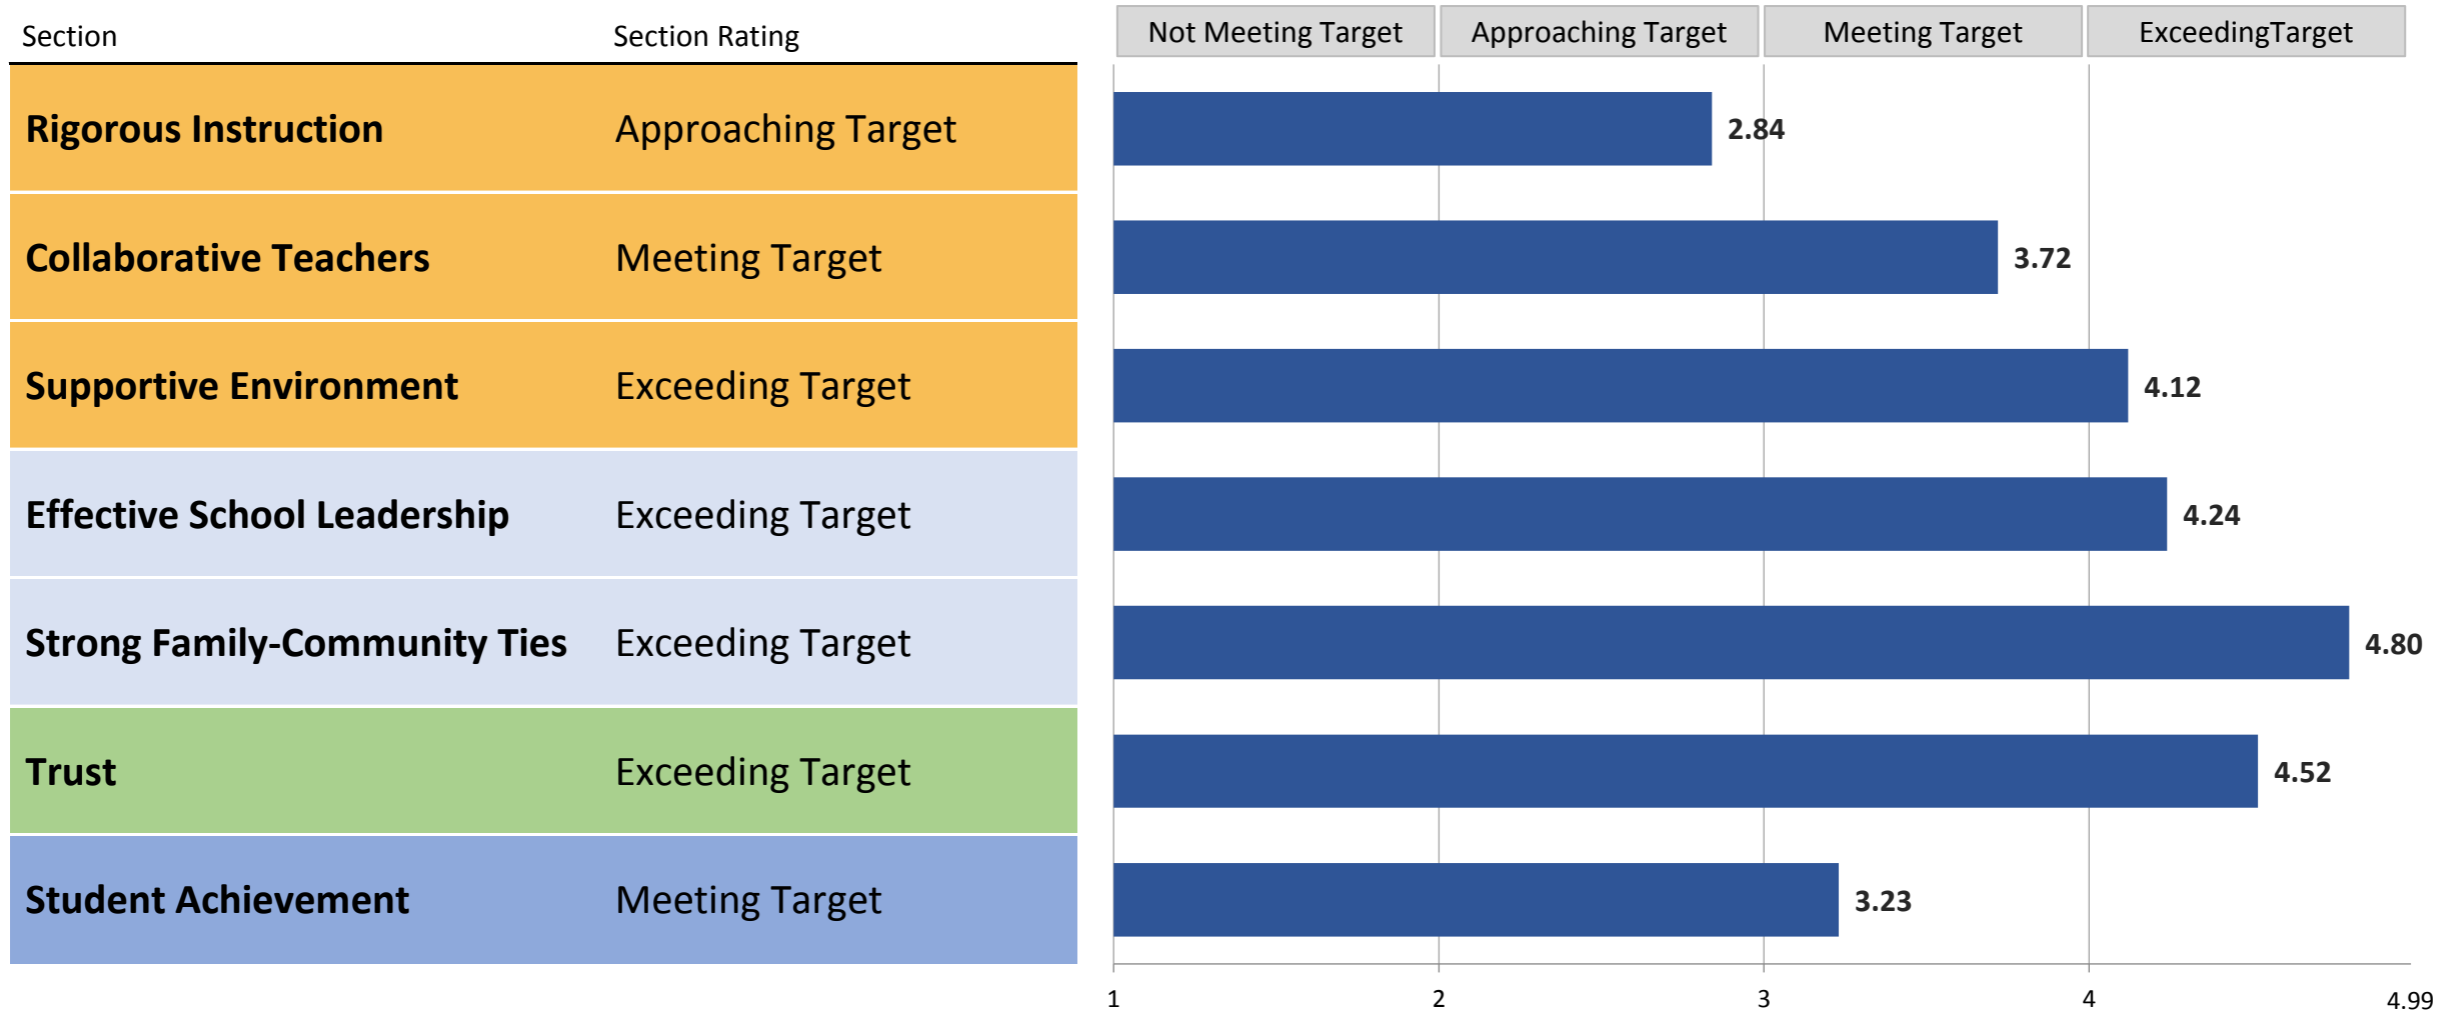 Section Section Rating Not Meeting Target Approaching Target Meeting Target ExceedingTarget
Rigorous Instruction Approaching Target 2.84
Collaborative Teachers Meeting Target 3.72
Supportive Environment Exceeding Target 4.12
Effective School Leadership Exceeding Target 4.24
Strong Family-Community Ties Exceeding Target 4.80
Trust Exceeding Target 4.52
Student Achievement Meeting Target 3.23
1 2 3 4 4.99